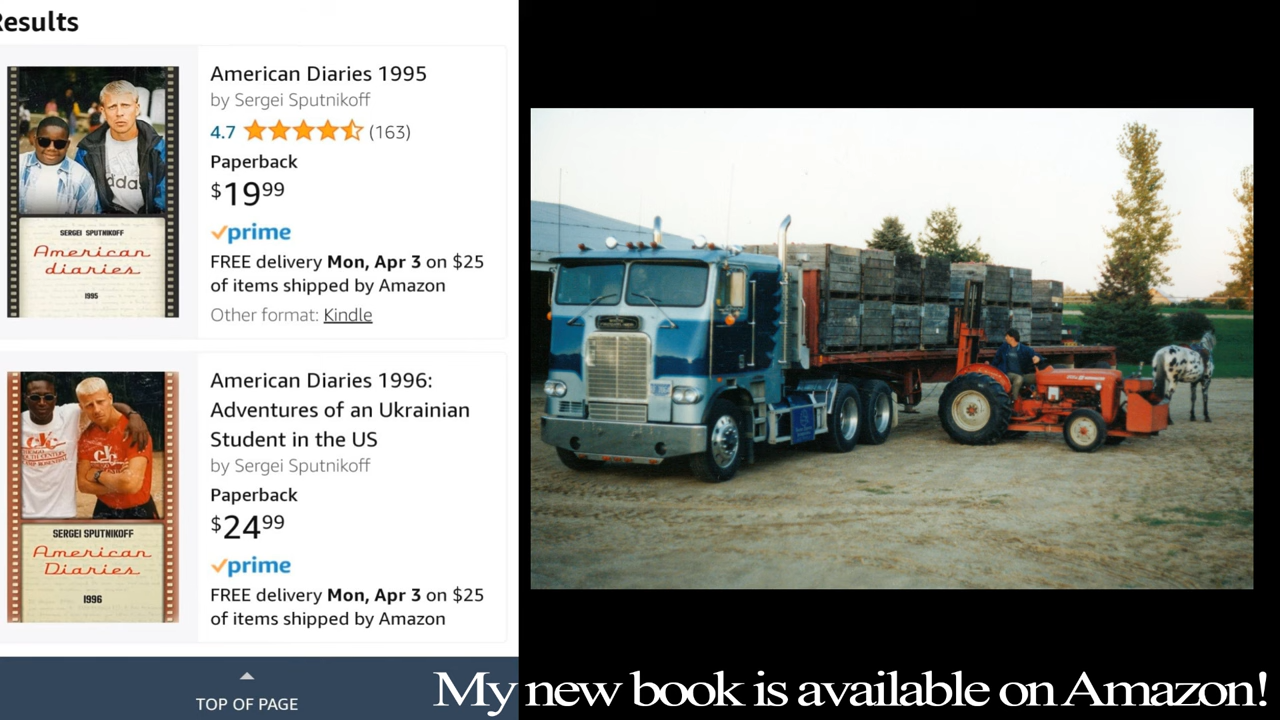 Results
American Diaries 1995
by Sergei Sputnikoff
4.7 (163)
Paperback
$19 99
prime
FREE delivery Mon, Apr 3 on $25
of items shipped by Amazon
Other format: Kindle
adidas
SERGEI SPUTNIKOFF
American
diaries
1995
American Diaries 1996:
Adventures of an Ukrainian
Student in the US
by Sergei Sputnikoff
Paperback
$24 99
prime
FREE delivery Mon, Apr 3 on $25
of items shipped by Amazon
SERGEI SPUTNIKOFF
American
Diaries
1996
TOP OF PAGE
My new book is available on Amazon!